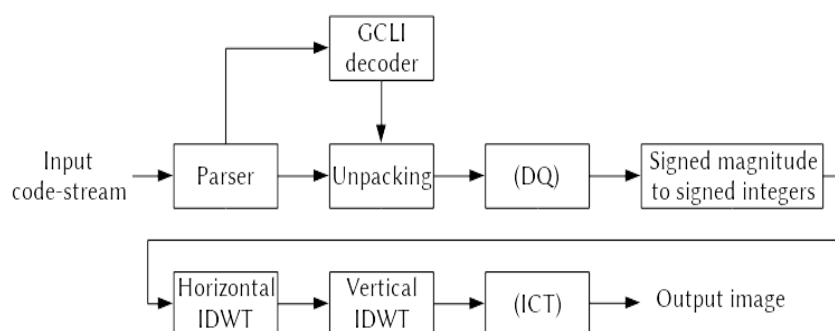 GCLI
decoder
Input
code-stream
Parser
Unpacking
(DQ)
Signed magnitude
to signed integers
Horizontal
IDWT
Vertical
IDWT
(ICT)
Output image